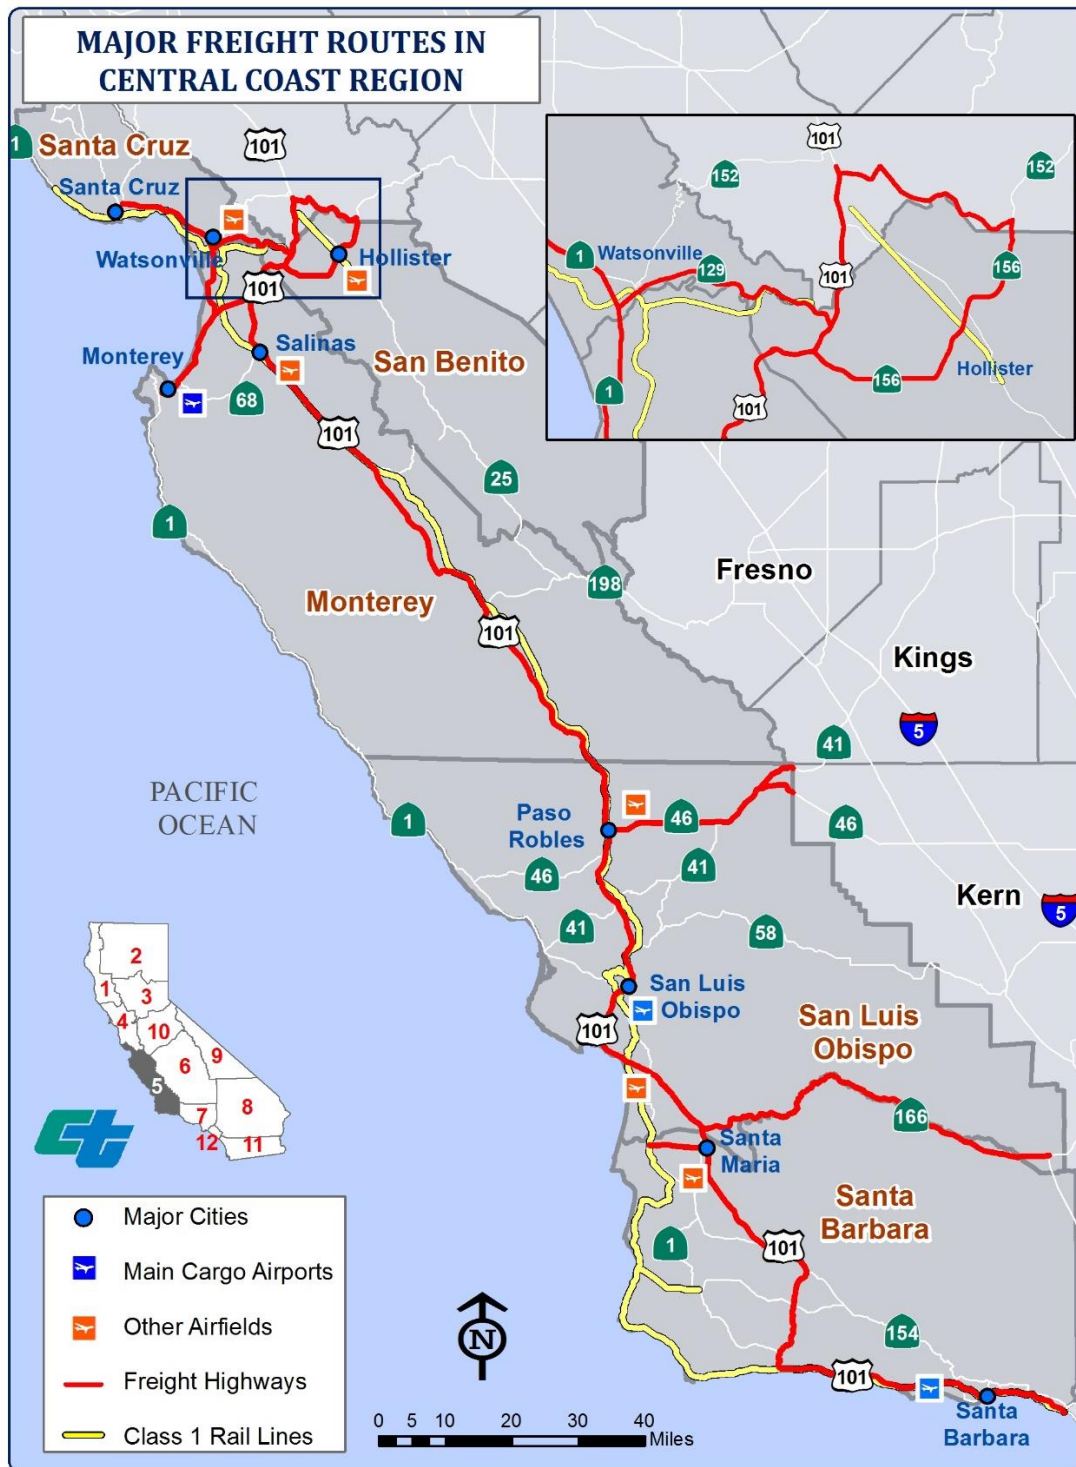 MAJOR FREIGHT ROUTES IN
CENTRAL COAST REGION
1
Santa Cruz
101
Santa Cruz
Watsonville
Hollister
101
Monterey
Salinas
San Benito
68
101
25
1
198
Monterey
101
101
152
152
1
Watsonville
129
101
156
1
156
Hollister
101
Fresno
Kings
5
41
PACIFIC
OCEAN
1
Paso
Robles
46
46
46
41
Kern
5
41
58
San Luis
Obispo
101
San Luis
Obispo
166
Santa
Maria
Santa
Barbara
1
101
154
101
Santa
Barbara
2
1
3
4
10
9
6
5
8
7
12
11
Ct
Major Cities
Main Cargo Airports
Other Airfields
Freight Highways
Class 1 Rail Lines
N
0 5 10 20 30 40
Miles